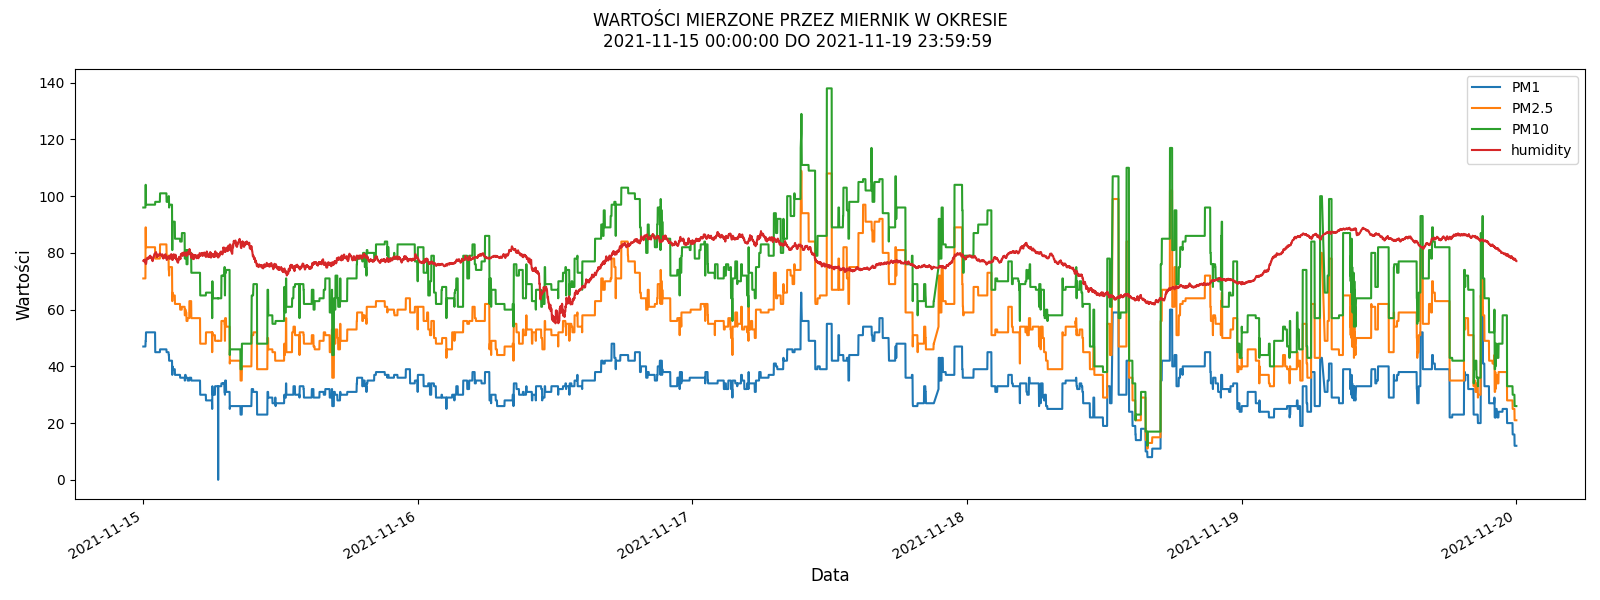 WARTOŚCI MIERZONE PRZEZ MIERNIK W OKRESIE
2021-11-15 00:00:00 DO 2021-11-19 23:59:59
Wartości
140
120
100
80
60
40
20
0
PM1
PM2.5
PM10
humidity
2021-11-15
2021-11-16
2021-11-17
2021-11-18
2021-11-19
2021-11-20
Data